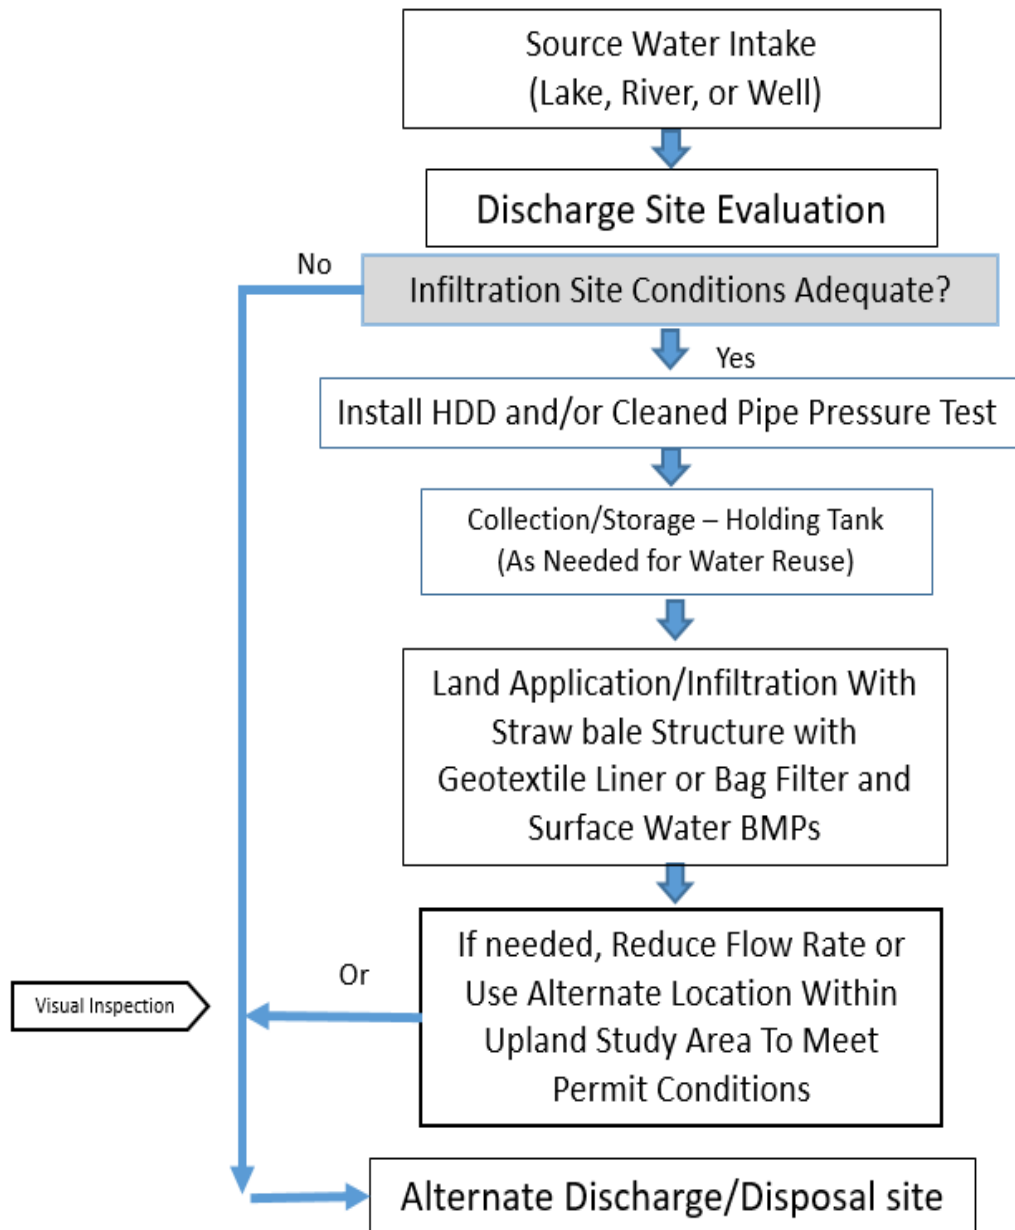 Source Water Intake
(Lake, River, or Well)
Discharge Site Evaluation
No
Infiltration Site Conditions Adequate?
Yes
Install HDD and/or Cleaned Pipe Pressure Test
Collection/Storage – Holding Tank
(As Needed for Water Reuse)
Land Application/Infiltration With
Straw bale Structure with
Geotextile Liner or Bag Filter and
Surface Water BMPs
If needed, Reduce Flow Rate or
Use Alternate Location Within
Upland Study Area To Meet
Permit Conditions
Or
Visual Inspection
Alternate Discharge/Disposal site